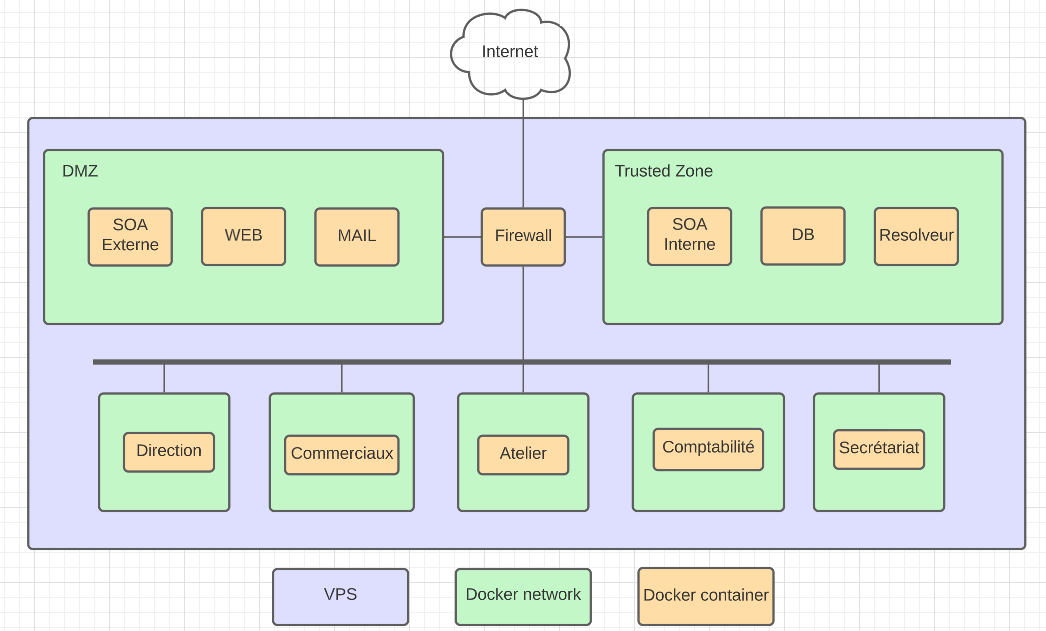 Internet
DMZ
SOA
Externe
WEB
MAIL
Firewall
Trusted Zone
SOA
Interne
DB
Resolveur
Direction
Commerciaux
Atelier
Comptabilité
Secrétariat
VPS
Docker network
Docker container